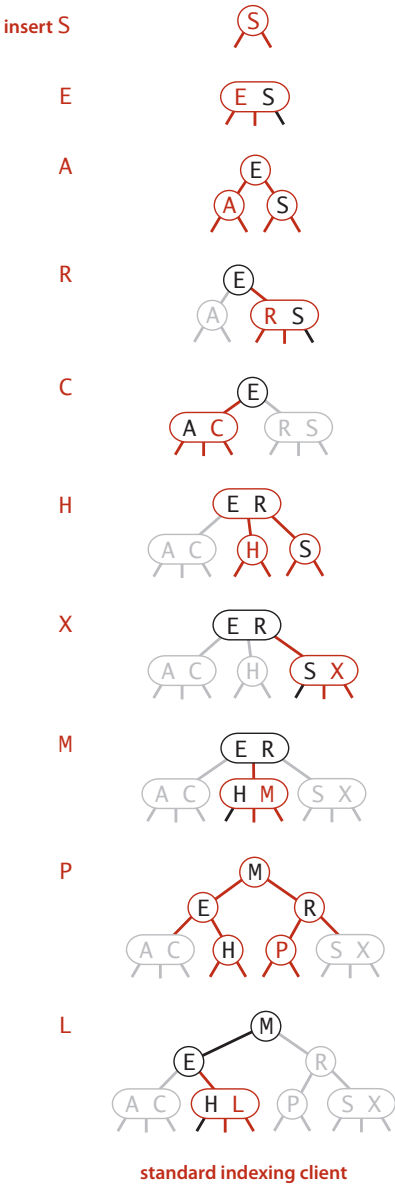 insert S
S
E
E S
A
E
A S
R
E
A R S
C
E
A C R S
H
E R
A C H S
X
E R
A C H S X
M
E R
A C H M S X
P
M
E R
A C H P S X
L
M
E R
A C H L P S X
standard indexing client